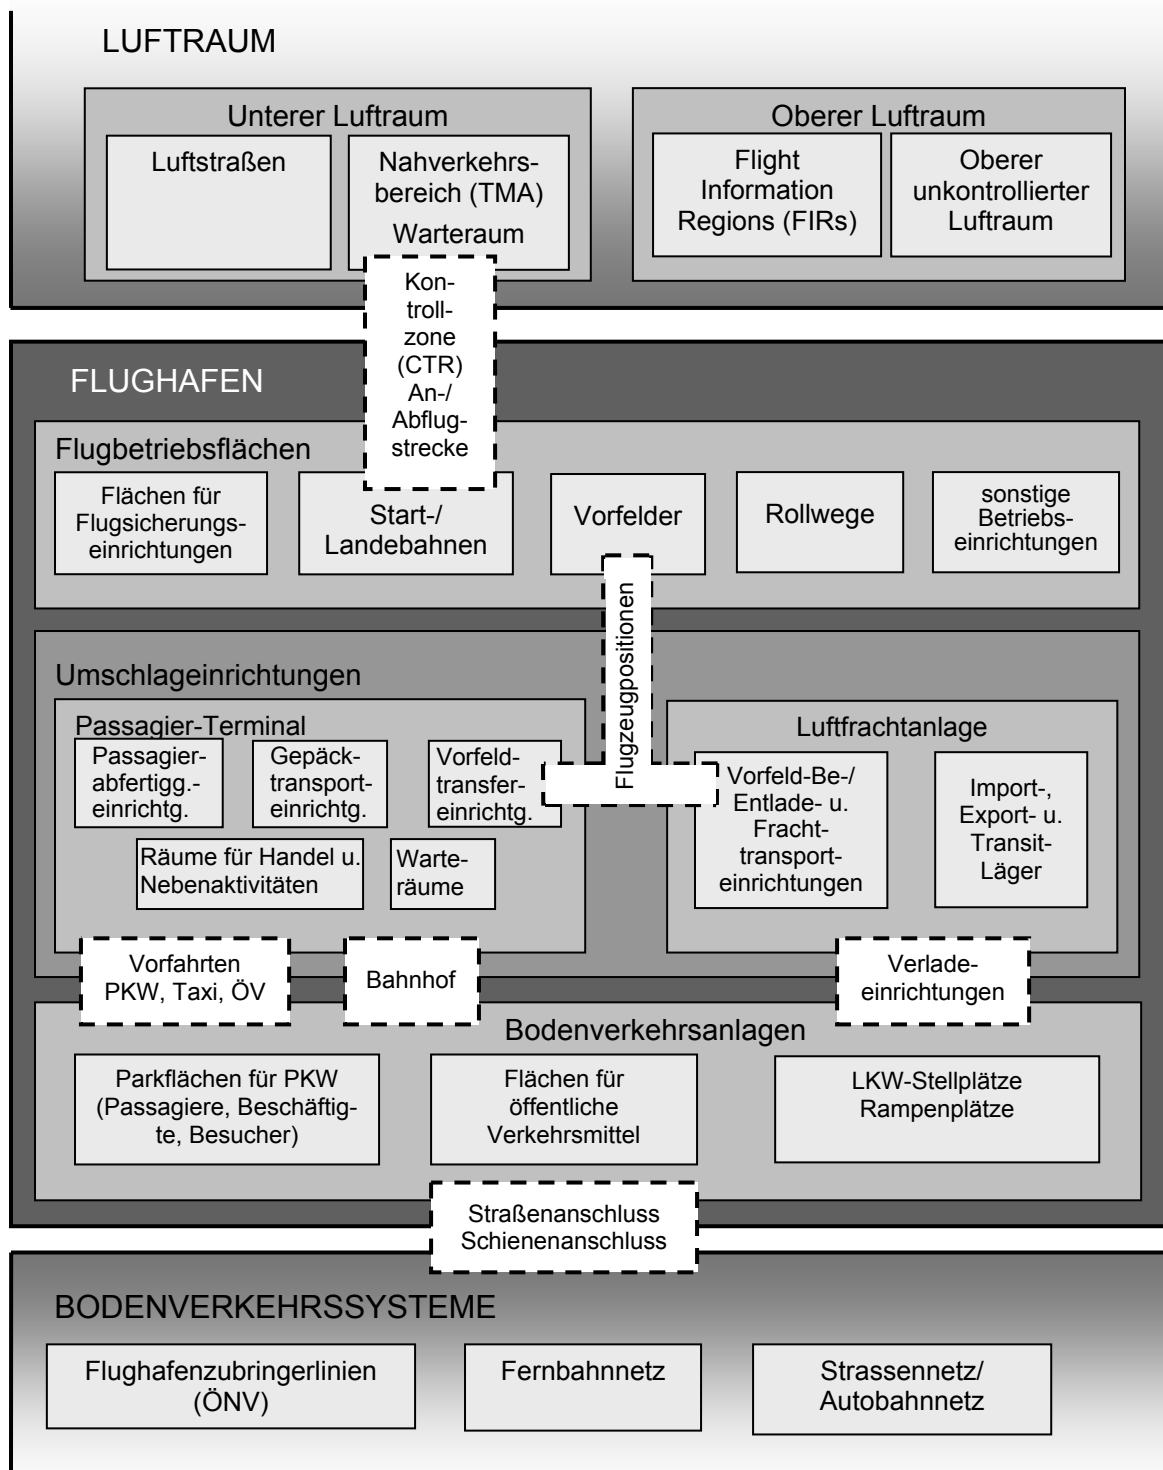 LUFTRAUM
Unterer Luftraum
Luftstraßen
Nahverkehrs-
bereich (TMA)
Warteraum
Oberer Luftraum
Flight
Information
Regions (FIRs)
Oberer
unkontrollierter
Luftraum
Kon-
troll-
zone
(CTR)
An-/
Abflug-
strecke
FLUGHAFEN
Flugbetriebsflächen
Flächen für
Flugsicherungs-
einrichtungen
Start-/
Landebahnen
Vorfelder
Rollwege
sonstige
Betriebs-
einrichtungen
Flugzeugpositionen
Umschlageinrichtungen
Passagier-Terminal
Passagier-
abfertigg.-
einrichtg.
Gepäck-
transport-
einrichtg.
Vorfeld-
transfer-
einrichtg.
Räume für Handel u.
Nebenaktivitäten
Warte-
räume
Luftfrachtanlage
Vorfeld-Be-/
Entlade- u.
Fracht-
transport-
einrichtungen
Import-,
Export- u.
Transit-
Läger
Vorfahrten
PKW, Taxi, ÖV
Bahnhof
Verlade-
einrichtungen
Bodenverkehrsanlagen
Parkflächen für PKW
(Passagiere, Beschäftig-
te, Besucher)
Flächen für
öffentliche
Verkehrsmittel
LKW-Stellplätze
Rampenplätze
Straßenanschluss
Schienenanschluss
BODENVERKEHRSSYSTEME
Flughafenzubringerlinien
(ÖNV)
Fernbahnnetz
Strassennetz/
Autobahnnetz